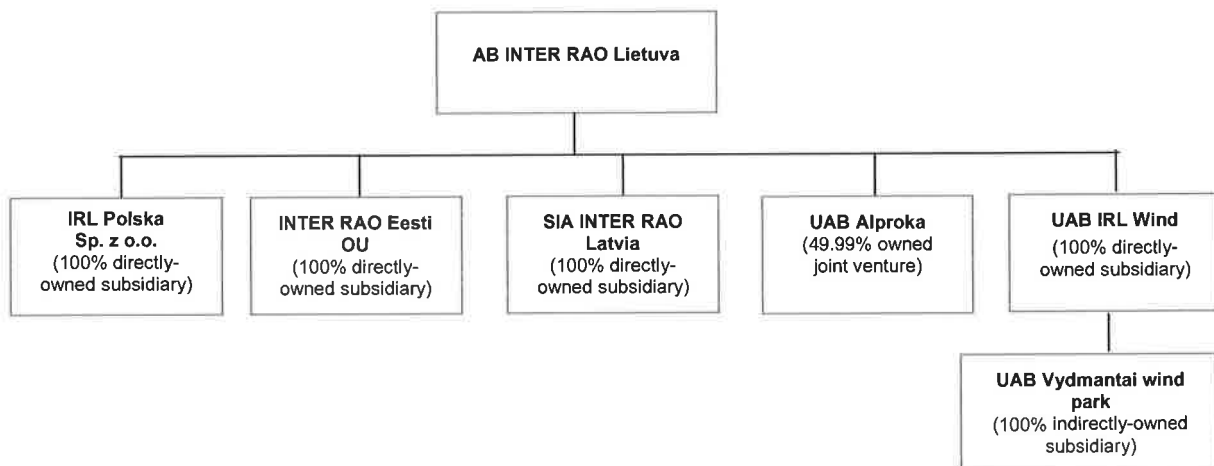 AB INTER RAO Lietuva
IRL Polska
Sp. z o.o.
(100% directly-
owned subsidiary)
INTER RAO Eesti
OU
(100% directly-
owned subsidiary)
SIA INTER RAO
Latvia
(100% directly-
owned subsidiary)
UAB Alproka
(49.99% owned
joint venture)
UAB IRL Wind
(100% directly-
owned subsidiary)
UAB Vydmantai wind
park
(100% indirectly-owned
subsidiary)